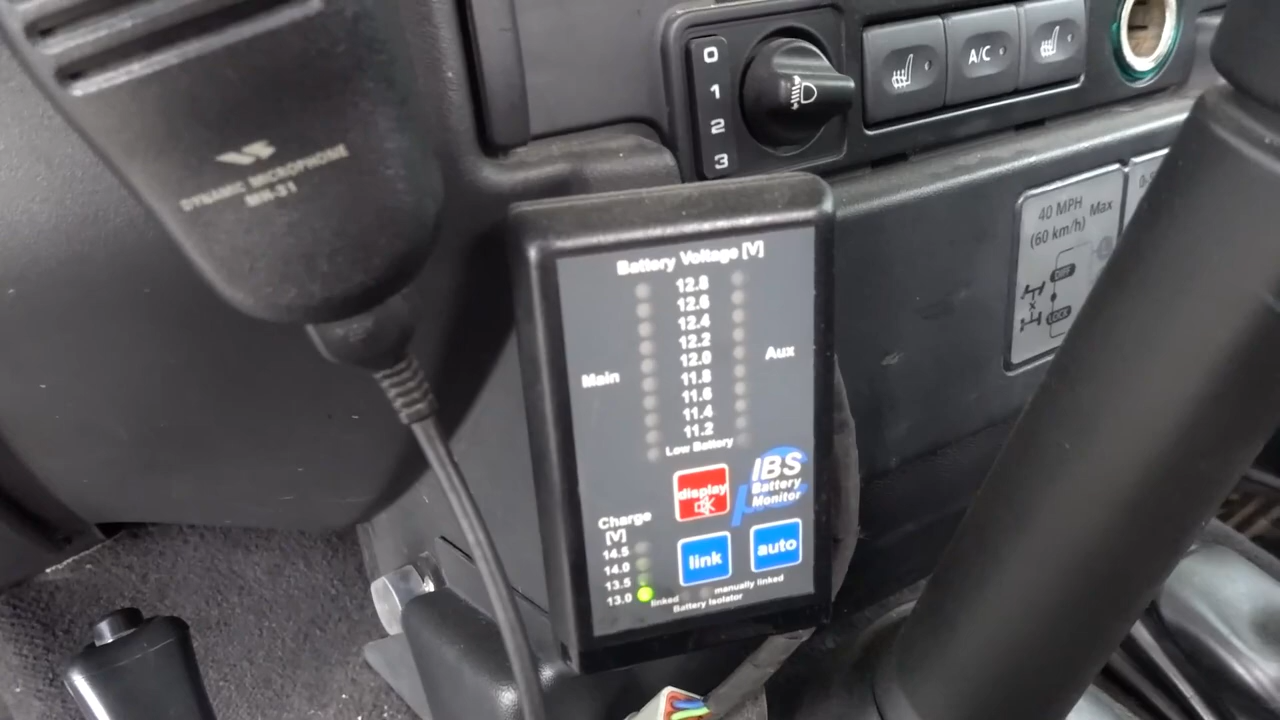 0
1
2
3
A/C
DYNAMIC MICROPHONE
40 MPH
(60 km/h)
Max
DIFF
LOCK
Battery Voltage [V]
12.8
12.6
12.4
12.2
12.0
11.8
11.6
11.4
11.2
Low Battery
Main
Aux
IBS
Battery
Monitor
display
Charge
[V]
14.5
14.0
13.5
13.0
link
auto
linked
manually linked
Battery Isolator